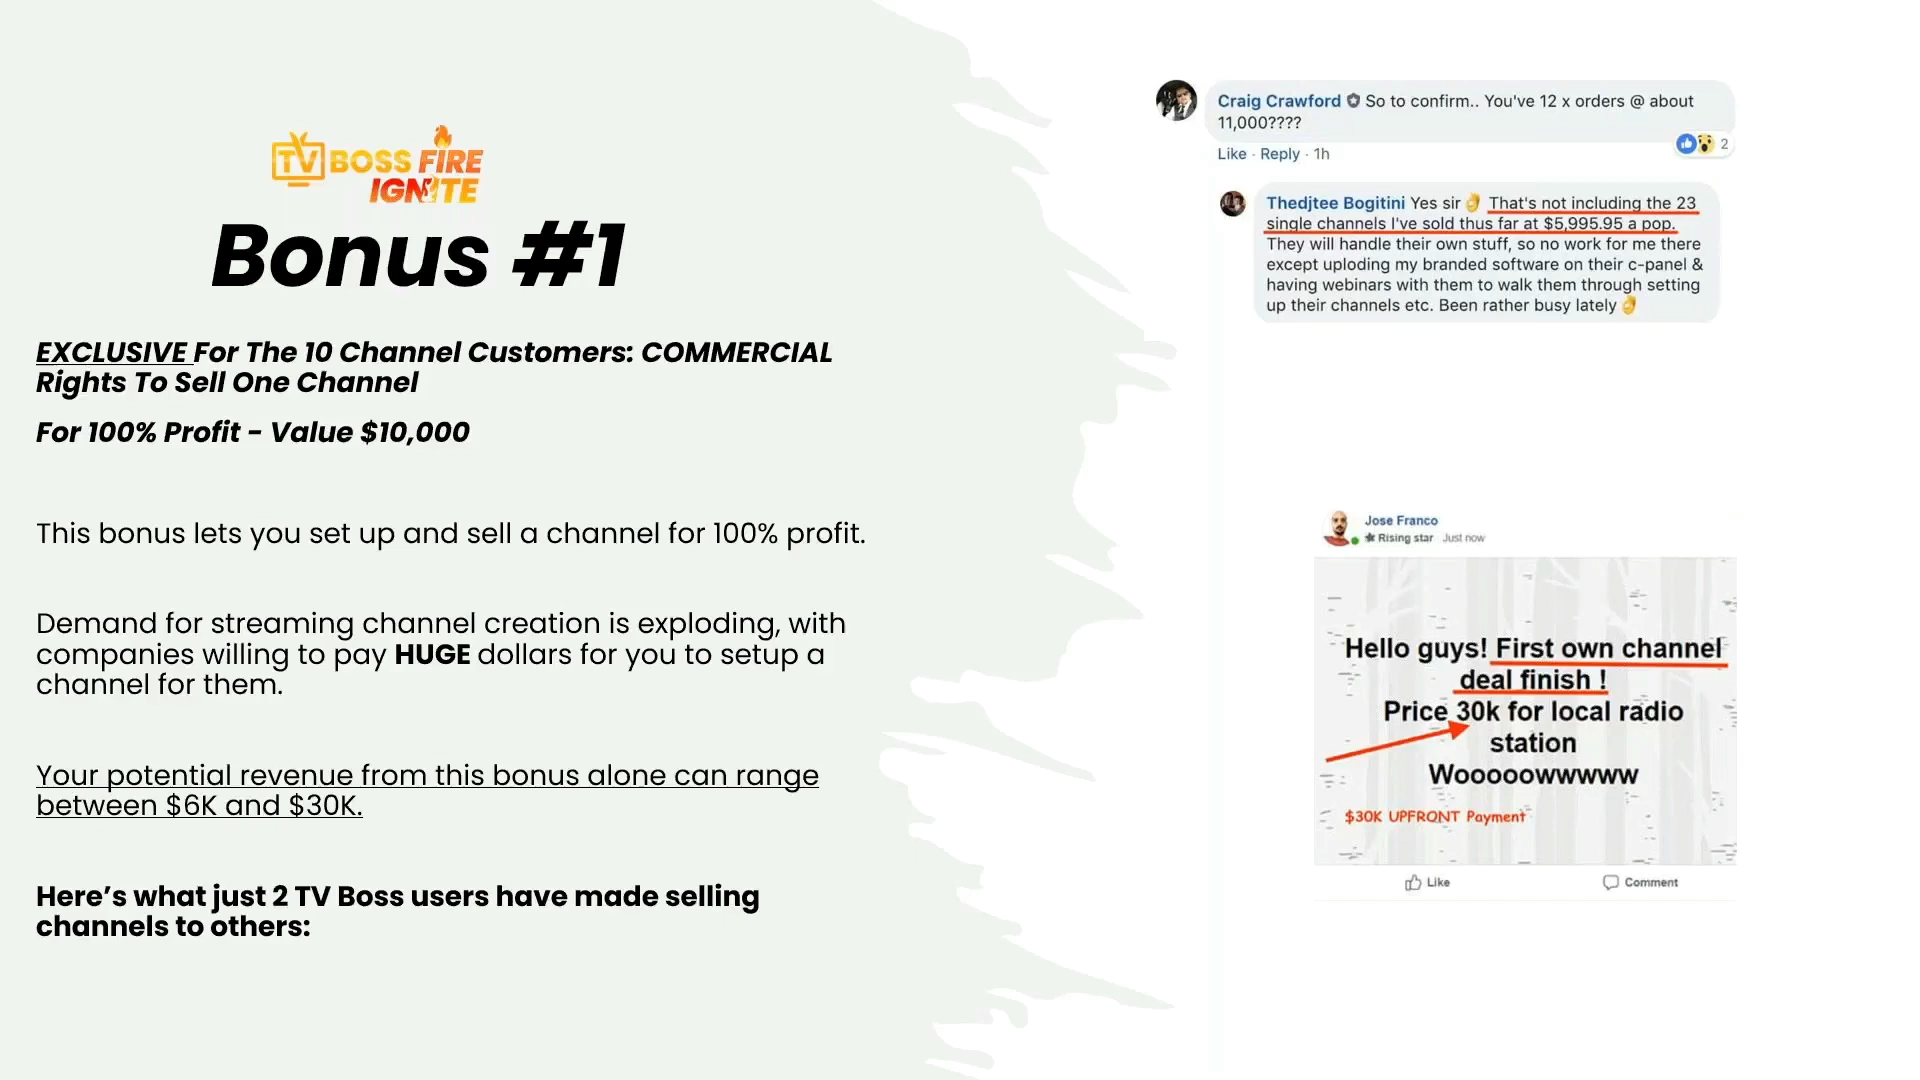 TV BOSS FIRE
IGNITE
Bonus #1
EXCLUSIVE For The 10 Channel Customers: COMMERCIAL
Rights To Sell One Channel
For 100% Profit - Value $10,000
This bonus lets you set up and sell a channel for 100% profit.
Demand for streaming channel creation is exploding, with
companies willing to pay HUGE dollars for you to setup a
channel for them.
Your potential revenue from this bonus alone can range
between $6K and $30K.
Here’s what just 2 TV Boss users have made selling
channels to others:
Craig Crawford So to confirm.. You've 12 x orders @ about
11,000????
2
Like · Reply · 1h
Thedjtee Bogitini Yes sir👌 That's not including the 23
single channels I've sold thus far at $5,995.95 a pop.
They will handle their own stuff, so no work for me there
except uploding my branded software on their c-panel &
having webinars with them to walk them through setting
up their channels etc. Been rather busy lately👌
Jose Franco
Rising star Just now
Hello guys! First own channel
deal finish !
Price 30k for local radio
station
Wooooowwwww
$30K UPFRONT Payment
Like Comment